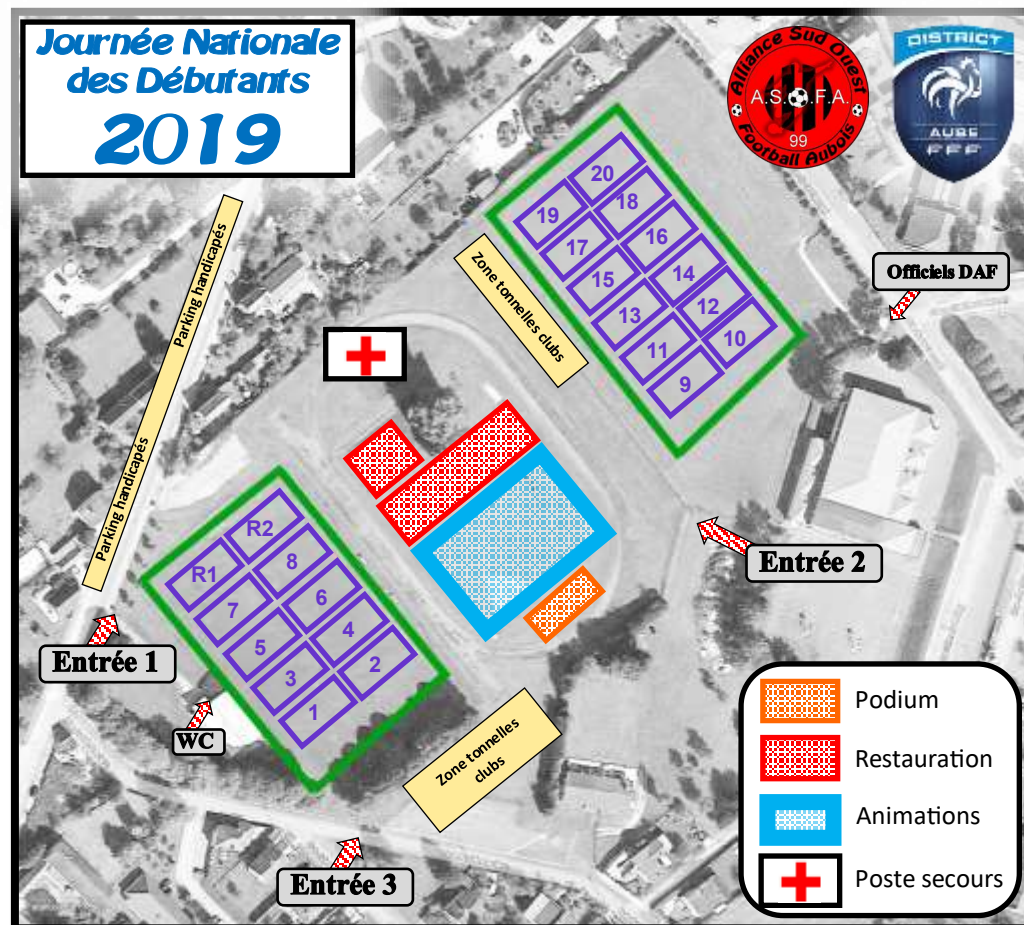 Journée Nationale
des Débutants
2019
Alliance Sud Ouest
A.S.O.F.A.
99
Football Aubois
DISTRICT
AUBE
FFF
Parking handicapés
Parking handicapés
Zone tonnelles clubs
20
19
18
17
16
15
14
13
12
11
10
9
Officiels DAF
R2
R1
8
7
6
5
4
3
2
1
Entrée 2
Entrée 1
WC
Zone tonnelles
clubs
Entrée 3
Podium
Restauration
Animations
Poste secours